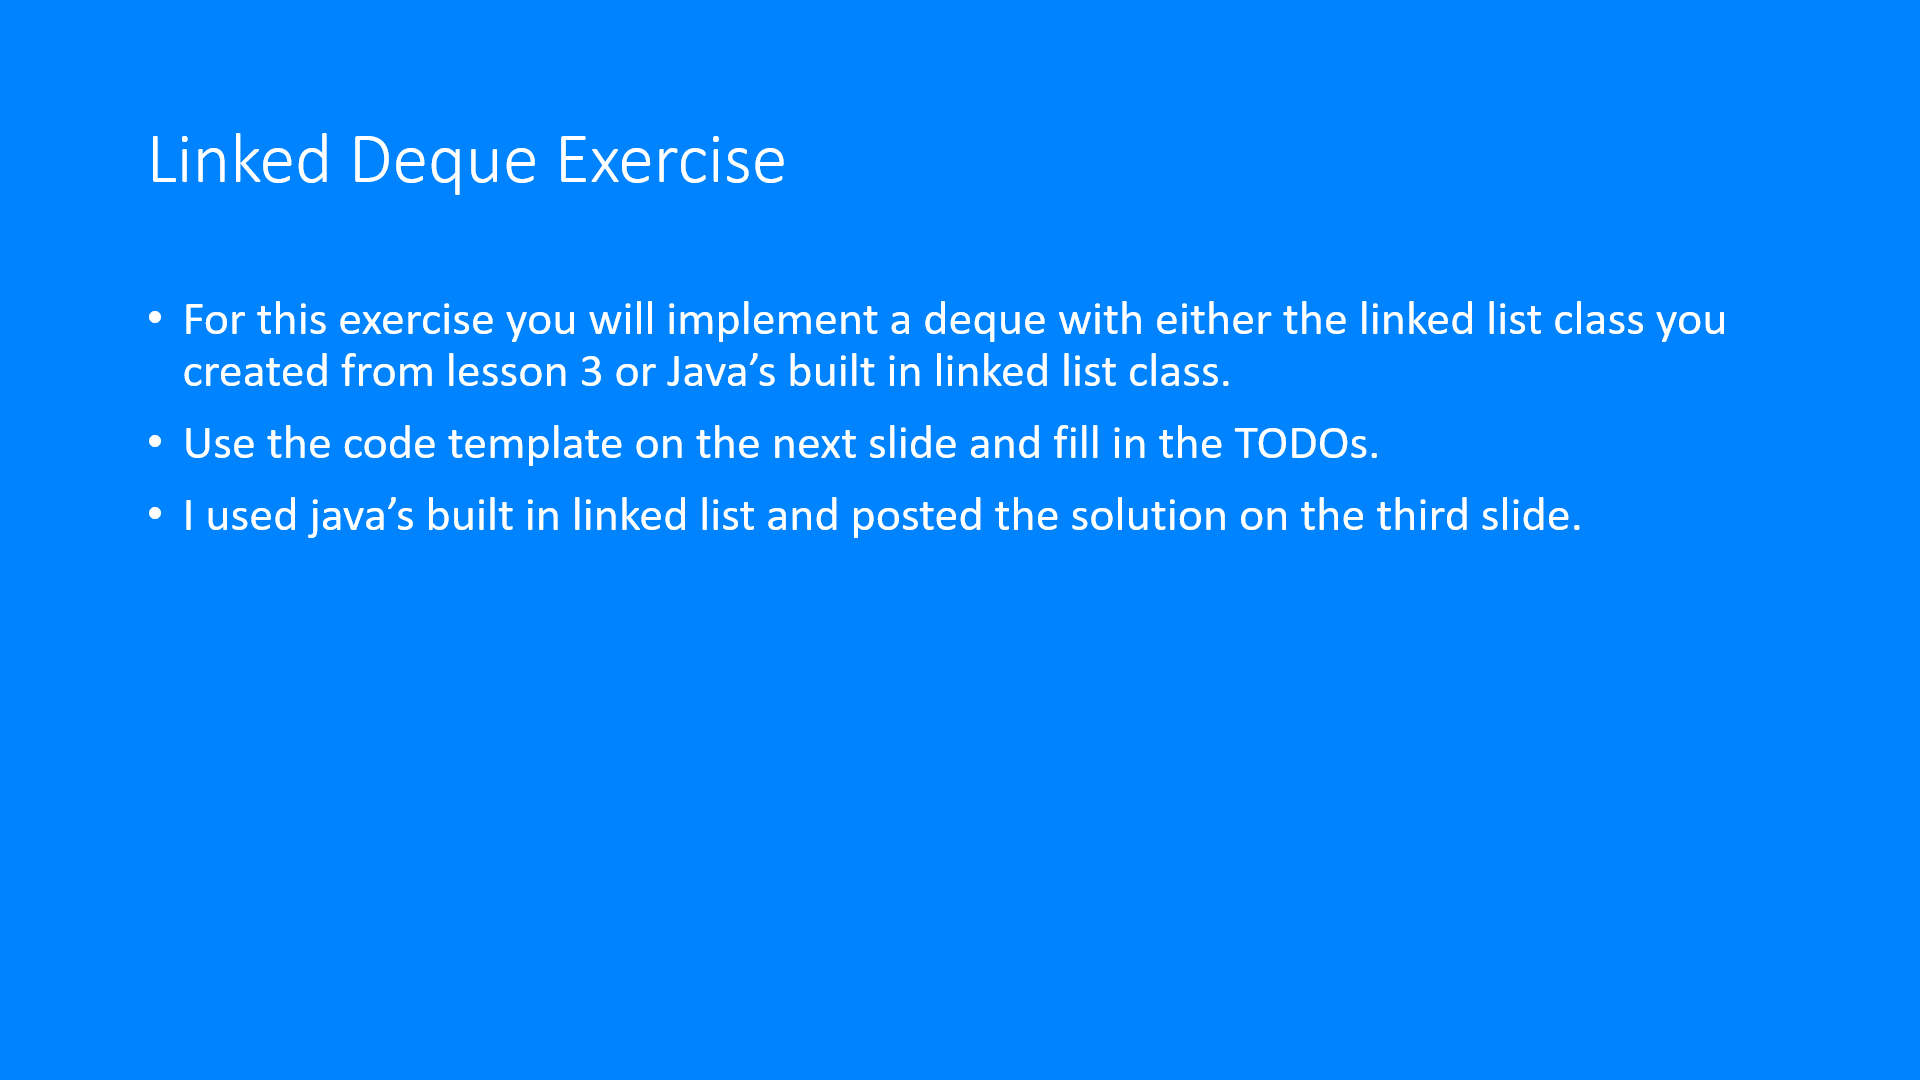 Linked Deque Exercise
• For this exercise you will implement a deque with either the linked list class you
created from lesson 3 or Java’s built in linked list class.
• Use the code template on the next slide and fill in the TODOs.
• I used java’s built in linked list and posted the solution on the third slide.